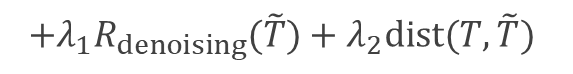 +λ₁R_denoising(T̃) + λ₂dist(T, T̃)